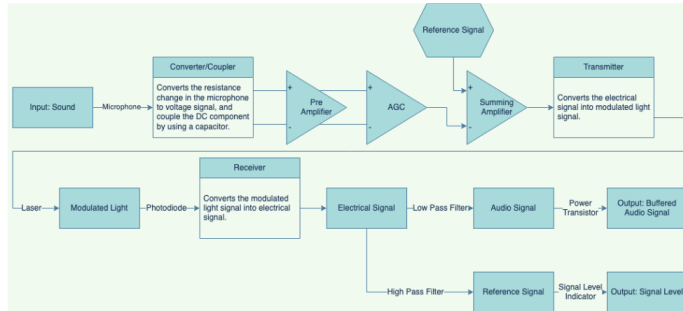 Reference Signal
Converter/Coupler
Transmitter
Input: Sound
Microphone
Converts the resistance
change in the microphone
to voltage signal, and
couple the DC component
by using a capacitor.
+
-
Pre
Amplifier
+
-
AGC
+
-
Summing
Amplifier
Converts the electrical
signal into modulated light
signal.
Receiver
Laser
Modulated Light
Photodiode
Converts the modulated
light signal into electrical
signal.
Electrical Signal
Low Pass Filter
Audio Signal
Power
Transistor
Output: Buffered
Audio Signal
High Pass Filter
Reference Signal
Signal Level
Indicator
Output: Signal Level